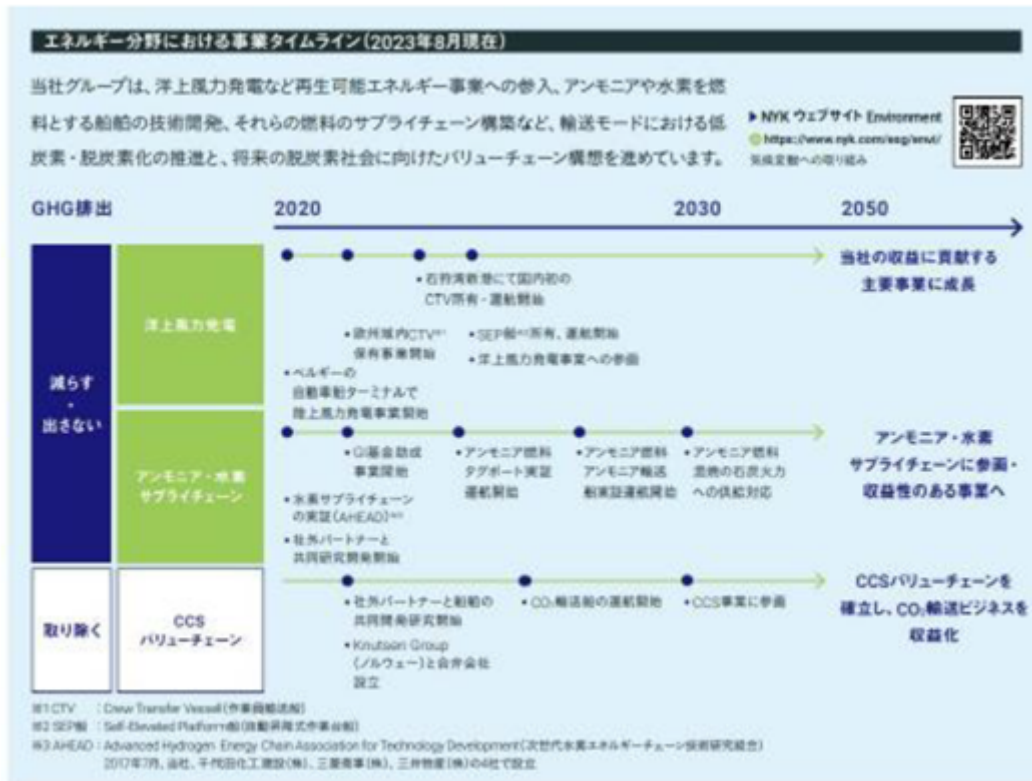 エネルギー分野における事業タイムライン(2023年8月現在)
当社グループは、洋上風力発電など再生可能エネルギー事業への参入、アンモニアや水素を燃
料とする船舶の技術開発、それらの燃料のサプライチェーン構築など、輸送モードにおける低
炭素・脱炭素化の推進と、将来の脱炭素社会に向けたバリューチェーン構想を進めています。
▶ NYK ウェブサイト Environment
https://www.nyk.com/esg/envi/
気候変動への取り組み
GHG排出
2020
2030
2050
減らす
・
出さない
洋上風力発電
・石狩湾新港にて国内初の
CTV所有・運航開始
・欧州域内CTV※1
保有事業開始
・SEP船※2所有、運航開始
・洋上風力発電事業への参画
・ベルギーの
自動車船ターミナルで
陸上風力発電事業開始
当社の収益に貢献する
主要事業に成長
アンモニア・水素
サプライチェーン
・GI基金助成
事業開始
・アンモニア燃料
タグボート実証
運航開始
・アンモニア燃料
アンモニア輸送
船実証運航開始
・アンモニア燃料
混焼の石炭火力
への供給対応
・水素サプライチェーン
の実証(AHEAD)※3
・社外パートナーと
共同研究開発開始
アンモニア・水素
サプライチェーンに参画・
収益性のある事業へ
取り除く
CCS
バリューチェーン
・社外パートナーと船舶の
共同開発研究開始
・Knutsen Group
(ノルウェー)と合弁会社
設立
・CO₂輸送船の運航開始
・CCS事業に参画
CCSバリューチェーンを
確立し、CO₂輸送ビジネスを
収益化
※1 CTV : Crew Transfer Vessel(作業員輸送船)
※2 SEP船 : Self-Elevated Platform船(自動昇降式作業台船)
※3 AHEAD : Advanced Hydrogen Energy Chain Association for Technology Development(次世代水素エネルギーチェーン技術研究組合)
2017年7月、当社、千代田化工建設(株)、三菱商事(株)、三井物産(株)の4社で設立